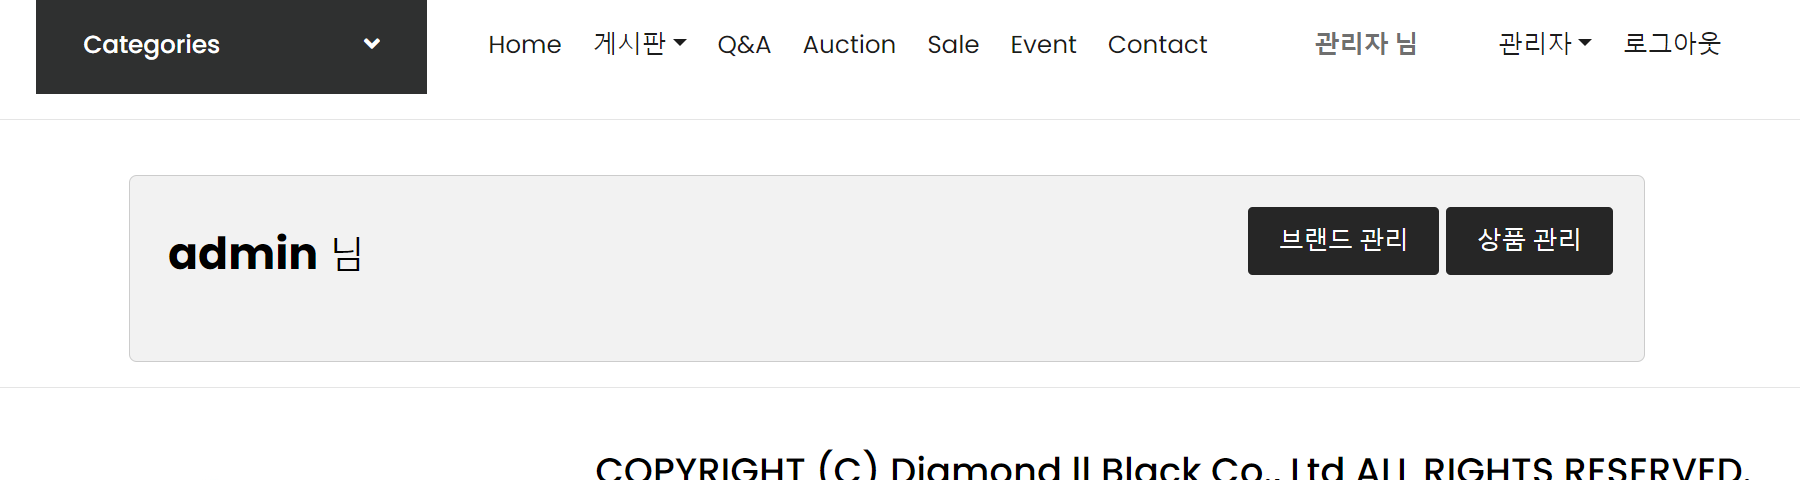 Categories Home 게시판 Q&A Auction Sale Event Contact 관리자 님 관리자 로그아웃
admin 님 브랜드 관리 상품 관리
COPYRIGHT (C) Diamond ll Black Co., Ltd ALL RIGHTS RESERVED.